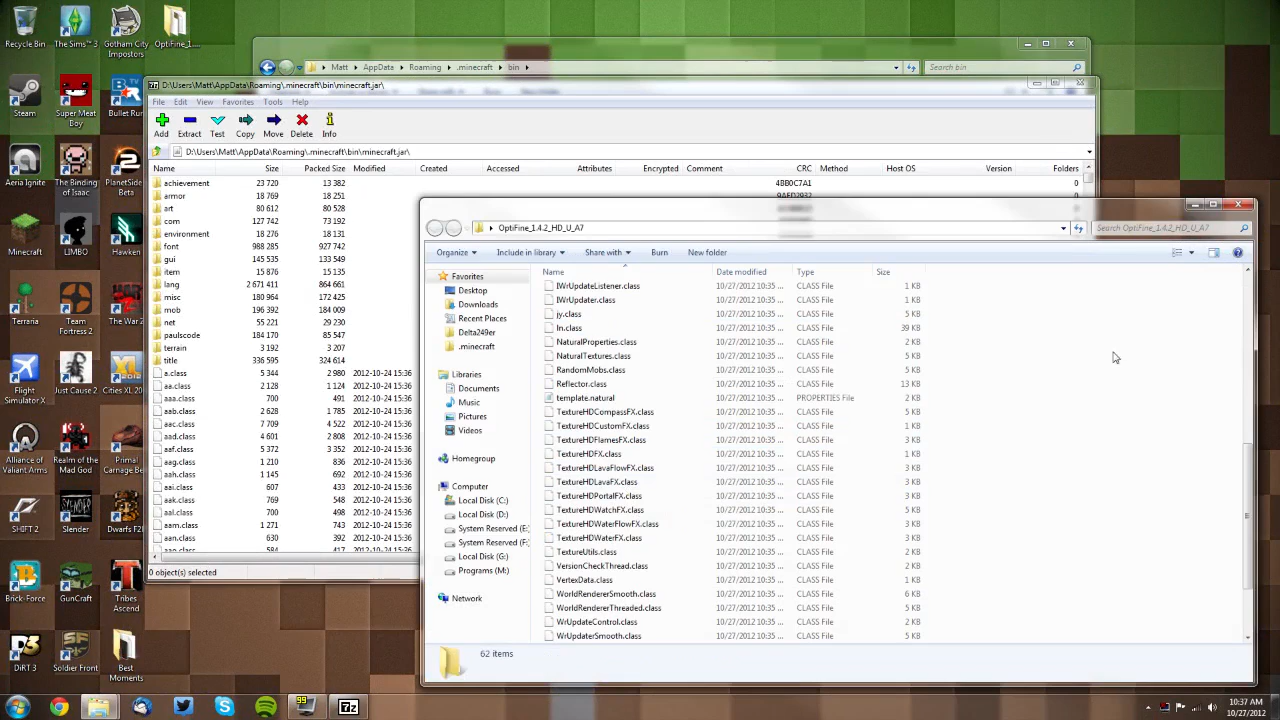 Recycle Bin
The Sims™ 3
Gotham City Impostors
OptiFine_1....
Steam
Super Meat Boy
Bullet Run
Aeria Ignite
The Binding of Isaac
PlanetSide 2 Beta
Minecraft
LIMBO
Hawken
Terraria
Team Fortress 2
The War Z
Flight Simulator X
Just Cause 2
Cities XL 20...
Alliance of Valiant Arms
Realm of the Mad God
Primal Carnage Be...
SHIFT 2
Slender
Dwarfs F2P
Brick-Force
GunCraft
Tribes Ascend
DiRT 3
Soldier Front
Best Moments
Matt AppData Roaming .minecraft bin Search bin
D:\Users\Matt\AppData\Roaming\.minecraft\bin\minecraft.jar\
File Edit View Favorites Tools Help
Add Extract Test Copy Move Delete Info
D:\Users\Matt\AppData\Roaming\.minecraft\bin\minecraft.jar\
Name Size Packed Size Modified Created Accessed Attributes Encrypted Comment CRC Method Host OS Version Folders
achievement 23 720 13 382 4BB0C7A1 0
armor 18 769 18 251 0
art 80 612 80 528
com 127 742 73 192
environment 18 276 18 131
font 988 285 927 742
gui 145 535 133 549
item 15 876 15 135
lang 2 671 411 864 661
misc 180 964 172 425
mob 196 392 184 009
net 55 221 29 230
paulscode 184 170 85 547
terrain 3 192 3 207
title 336 595 324 614
a.class 5 344 2 980 2012-10-24 15:36
aa.class 2 128 1 124 2012-10-24 15:36
aaa.class 700 491 2012-10-24 15:36
aab.class 2 628 1 785 2012-10-24 15:36
aac.class 7 709 4 522 2012-10-24 15:36
aad.class 4 601 2 808 2012-10-24 15:36
aaf.class 5 372 3 352 2012-10-24 15:36
aag.class 1 210 836 2012-10-24 15:36
aah.class 1 145 692 2012-10-24 15:36
aai.class 607 433 2012-10-24 15:36
aak.class 769 548 2012-10-24 15:36
aal.class 700 498 2012-10-24 15:36
aam.class 1 271 743 2012-10-24 15:36
aan.class 630 392 2012-10-24 15:36
aao.class 584 417 2012-10-24 15:36
0 object(s) selected
OptiFine_1.4.2_HD_U_A7 Search OptiFine_1.4.2_HD_U_A7
Organize Include in library Share with Burn New folder
Favorites
Desktop
Downloads
Recent Places
Delta249er
.minecraft
Libraries
Documents
Music
Pictures
Videos
Homegroup
Computer
Local Disk (C:)
Local Disk (D:)
System Reserved (E:
System Reserved (F:
Local Disk (G:)
Programs (M:)
Network
Name Date modified Type Size
IWrUpdateListener.class 10/27/2012 10:35 ... CLASS File 1 KB
IWrUpdater.class 10/27/2012 10:35 ... CLASS File 1 KB
jy.class 10/27/2012 10:35 ... CLASS File 5 KB
ln.class 10/27/2012 10:35 ... CLASS File 39 KB
NaturalProperties.class 10/27/2012 10:35 ... CLASS File 2 KB
NaturalTextures.class 10/27/2012 10:35 ... CLASS File 5 KB
RandomMobs.class 10/27/2012 10:35 ... CLASS File 5 KB
Reflector.class 10/27/2012 10:35 ... CLASS File 13 KB
template.natural 10/27/2012 10:35 ... PROPERTIES File 2 KB
TextureHDCompassFX.class 10/27/2012 10:35 ... CLASS File 5 KB
TextureHDCustomFX.class 10/27/2012 10:35 ... CLASS File 1 KB
TextureHDFlamesFX.class 10/27/2012 10:35 ... CLASS File 3 KB
TextureHDFX.class 10/27/2012 10:35 ... CLASS File 1 KB
TextureHDLavaFlowFX.class 10/27/2012 10:35 ... CLASS File 3 KB
TextureHDLavaFX.class 10/27/2012 10:35 ... CLASS File 3 KB
TextureHDPortalFX.class 10/27/2012 10:35 ... CLASS File 3 KB
TextureHDWatchFX.class 10/27/2012 10:35 ... CLASS File 5 KB
TextureHDWaterFlowFX.class 10/27/2012 10:35 ... CLASS File 3 KB
TextureHDWaterFX.class 10/27/2012 10:35 ... CLASS File 3 KB
TextureUtils.class 10/27/2012 10:35 ... CLASS File 2 KB
VersionCheckThread.class 10/27/2012 10:35 ... CLASS File 2 KB
VertexData.class 10/27/2012 10:35 ... CLASS File 1 KB
WorldRendererSmooth.class 10/27/2012 10:35 ... CLASS File 6 KB
WorldRendererThreaded.class 10/27/2012 10:35 ... CLASS File 5 KB
WrUpdateControl.class 10/27/2012 10:35 ... CLASS File 2 KB
WrUpdaterSmooth.class 10/27/2012 10:35 ... CLASS File 5 KB
62 items
99
7z
10:37 AM
10/27/2012